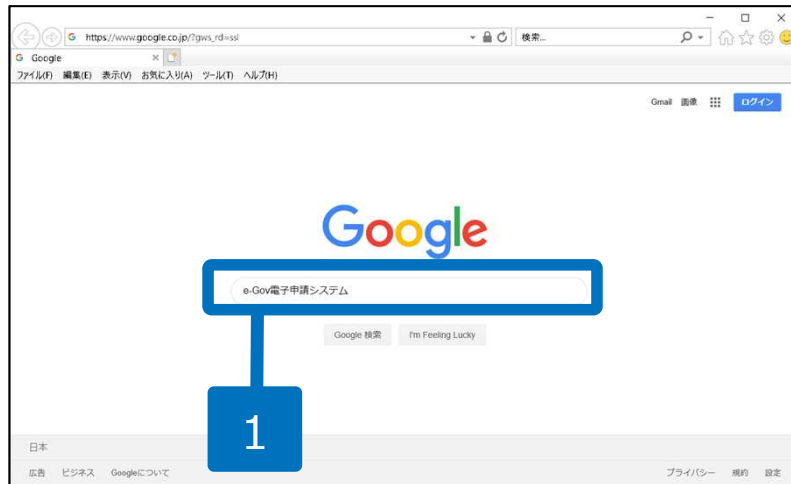 https://www.google.co.jp/?gws_rd=ssl
検索...
Google
ファイル(F) 編集(E) 表示(V) お気に入り(A) ツール(T) ヘルプ(H)
Gmail 画像 ログイン
Google
e-Gov電子申請システム
Google 検索 I'm Feeling Lucky
1
日本
広告 ビジネス Googleについて プライバシー 規約 設定